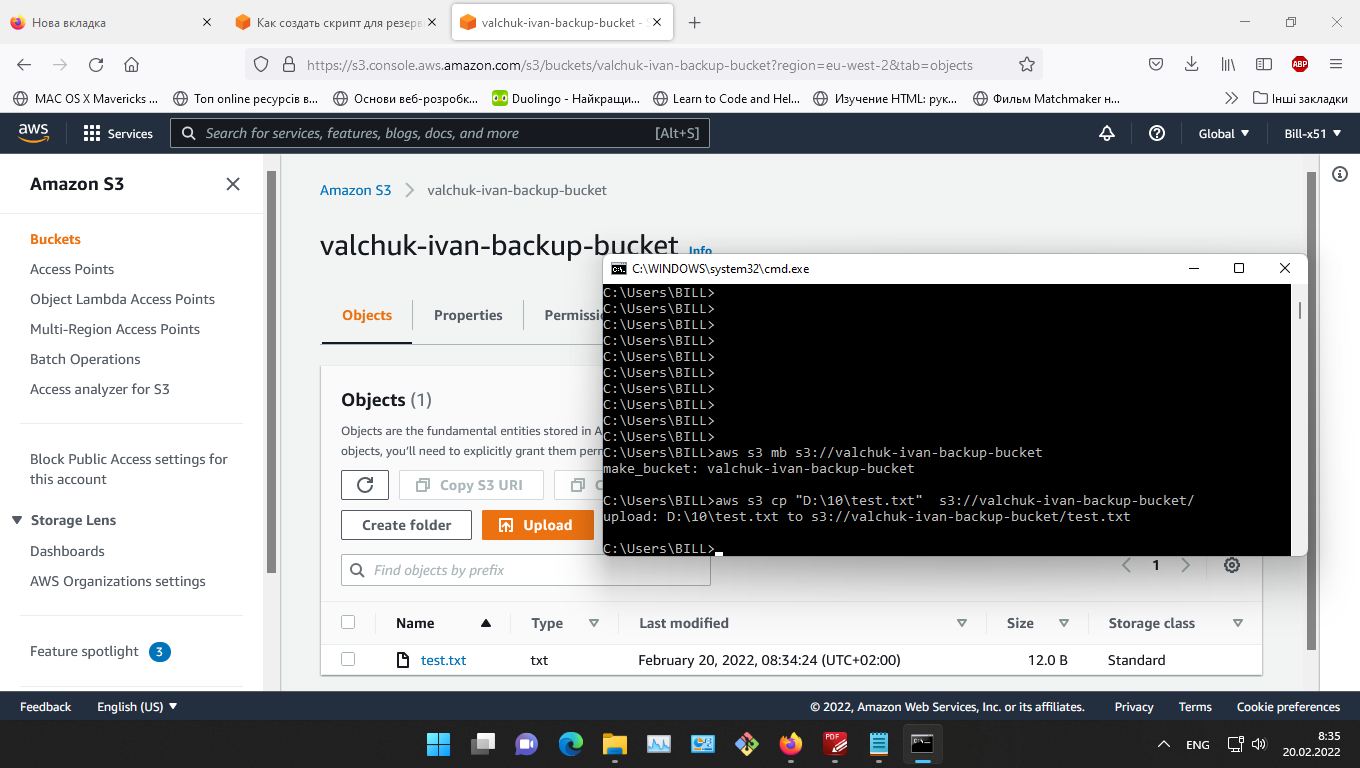 Нова вкладка
Как создать скрипт для резерв
valchuk-ivan-backup-bucket - S
https://s3.console.aws.amazon.com/s3/buckets/valchuk-ivan-backup-bucket?region=eu-west-2&tab=objects
ABP
MAC OS X Mavericks ...
Топ online ресурсів в...
Основи веб-розробк...
Duolingo - Найкращи...
Learn to Code and Hel...
Изучение HTML: рук...
Фильм Matchmaker н...
Інші закладки
aws
Services
Search for services, features, blogs, docs, and more
[Alt+S]
Global
Bill-x51
Amazon S3
Buckets
Access Points
Object Lambda Access Points
Multi-Region Access Points
Batch Operations
Access analyzer for S3
Block Public Access settings for
this account
Storage Lens
Dashboards
AWS Organizations settings
Feature spotlight 3
Amazon S3
valchuk-ivan-backup-bucket
valchuk-ivan-backup-bucket Info
Objects
Properties
Permissio
Objects (1)
Objects are the fundamental entities stored in A
objects, you'll need to explicitly grant them perm
Copy S3 URI
C
Create folder
Upload
Find objects by prefix
1
Name
Type
Last modified
Size
Storage class
test.txt
txt
February 20, 2022, 08:34:24 (UTC+02:00)
12.0 B
Standard
C:\WINDOWS\system32\cmd.exe
C:\Users\BILL>
C:\Users\BILL>
C:\Users\BILL>
C:\Users\BILL>
C:\Users\BILL>
C:\Users\BILL>
C:\Users\BILL>
C:\Users\BILL>
C:\Users\BILL>
C:\Users\BILL>
C:\Users\BILL>aws s3 mb s3://valchuk-ivan-backup-bucket
make_bucket: valchuk-ivan-backup-bucket
C:\Users\BILL>aws s3 cp "D:\10\test.txt"  s3://valchuk-ivan-backup-bucket/
upload: D:\10\test.txt to s3://valchuk-ivan-backup-bucket/test.txt
C:\Users\BILL>
Feedback
English (US)
© 2022, Amazon Web Services, Inc. or its affiliates.
Privacy
Terms
Cookie preferences
PDF
ENG
8:35
20.02.2022